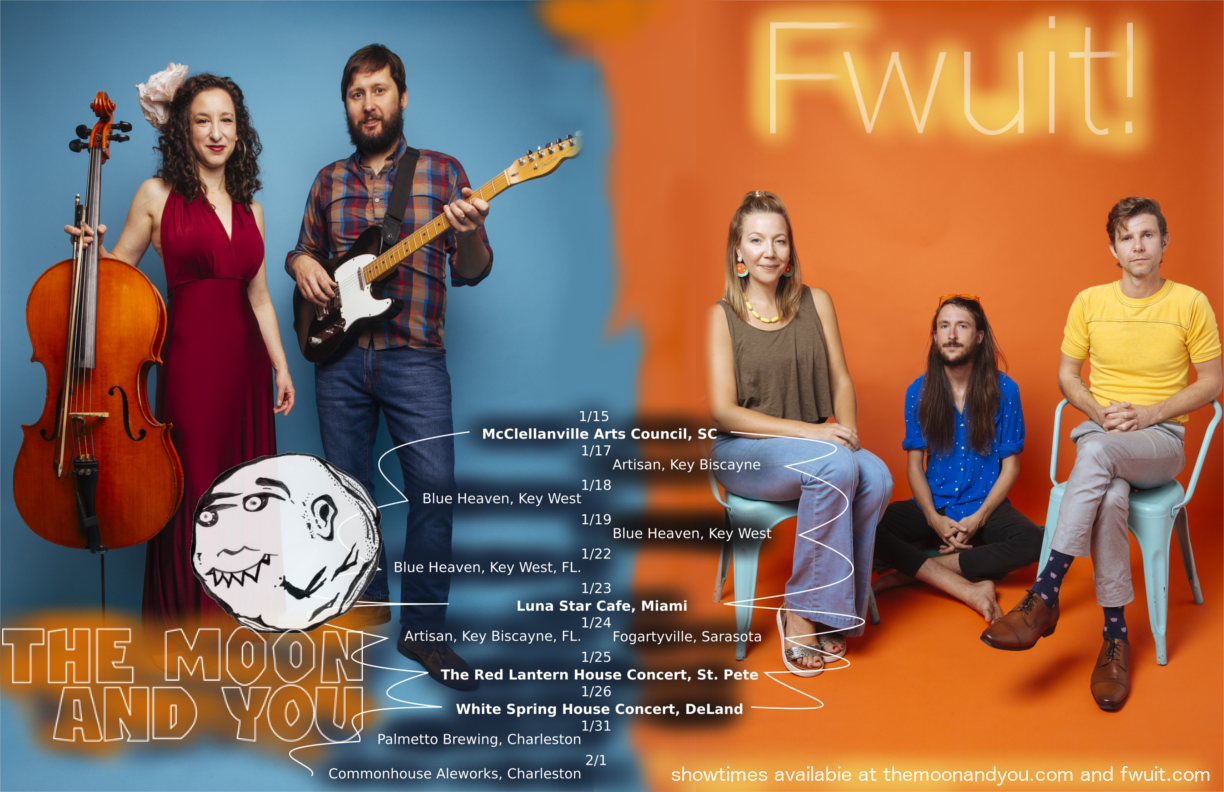 Fwuit!
1/15
McClellanville Arts Council, SC
1/17
Artisan, Key Biscayne
1/18
Blue Heaven, Key West
1/19
Blue Heaven, Key West
1/22
Blue Heaven, Key West, FL.
1/23
Luna Star Cafe, Miami
1/24
Artisan, Key Biscayne, FL. Fogartyville, Sarasota
1/25
The Red Lantern House Concert, St. Pete
1/26
White Spring House Concert, DeLand
1/31
Palmetto Brewing, Charleston
2/1
Commonhouse Aleworks, Charleston
THE MOON
AND YOU
showtimes available at themoonandyou.com and fwuit.com